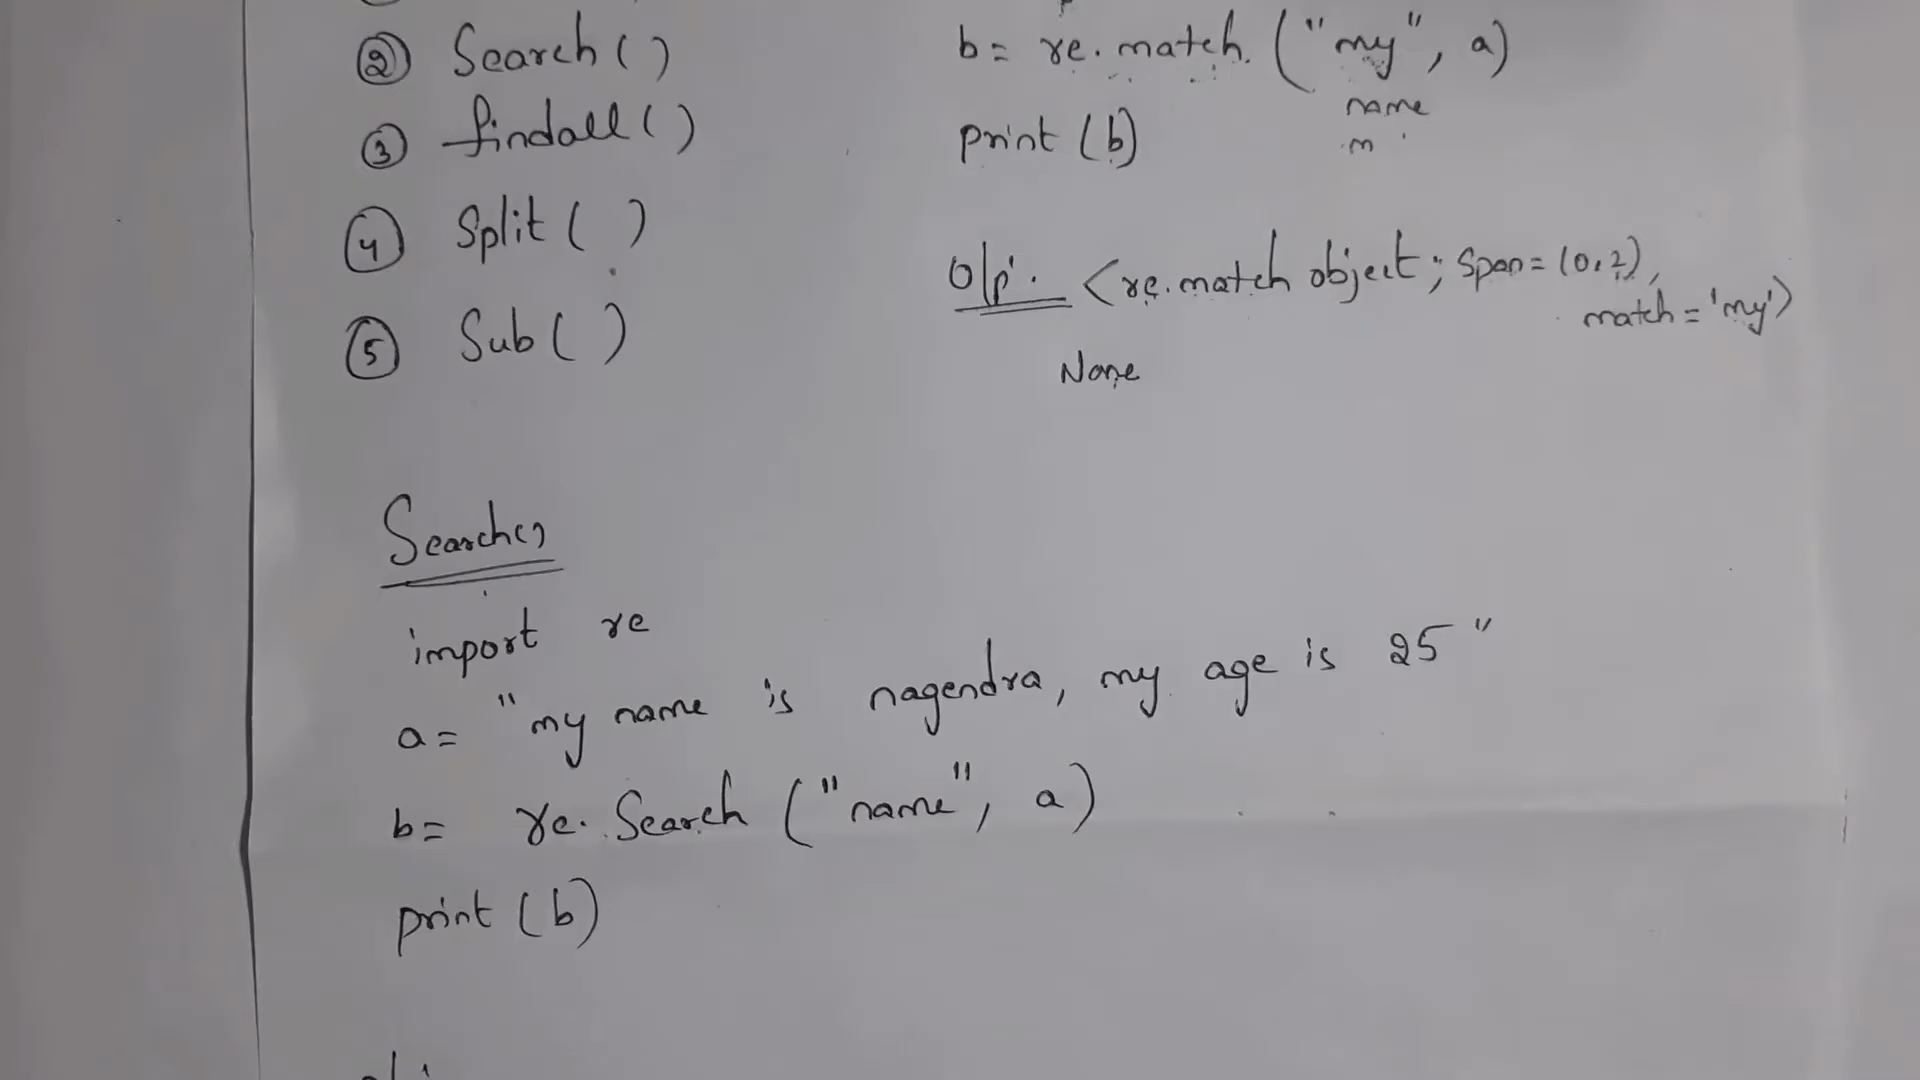 ② Search ( )
③ findall ( )
④ Split ( )
⑤ Sub ( )
b = re.match. ("my", a)
name
m
print (b)
O/p. <re.match object; span = (0,2),
match = 'my'>
None
Search()
import re
a = "my name is nagendra, my age is 25"
b = re. Search ("name", a)
print (b)